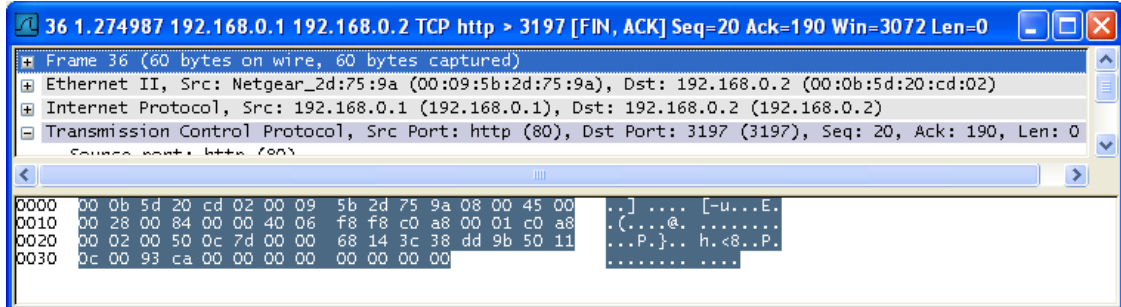 36 1.274987 192.168.0.1 192.168.0.2 TCP http > 3197 [FIN, ACK] Seq=20 Ack=190 Win=3072 Len=0
Frame 36 (60 bytes on wire, 60 bytes captured)
Ethernet II, Src: Netgear_2d:75:9a (00:09:5b:2d:75:9a), Dst: 192.168.0.2 (00:0b:5d:20:cd:02)
Internet Protocol, Src: 192.168.0.1 (192.168.0.1), Dst: 192.168.0.2 (192.168.0.2)
Transmission Control Protocol, Src Port: http (80), Dst Port: 3197 (3197), Seq: 20, Ack: 190, Len: 0
Source port: http (80)
0000 00 0b 5d 20 cd 02 00 09 5b 2d 75 9a 08 00 45 00 ..] .... [-u...E.
0010 00 28 00 84 00 00 40 06 f8 f8 c0 a8 00 01 c0 a8 .(....@. ........
0020 00 02 00 50 0c 7d 00 00 68 14 3c 38 dd 9b 50 11 ...P.}.. h.<8..P.
0030 0c 00 93 ca 00 00 00 00 00 00 00 00 ........ ....